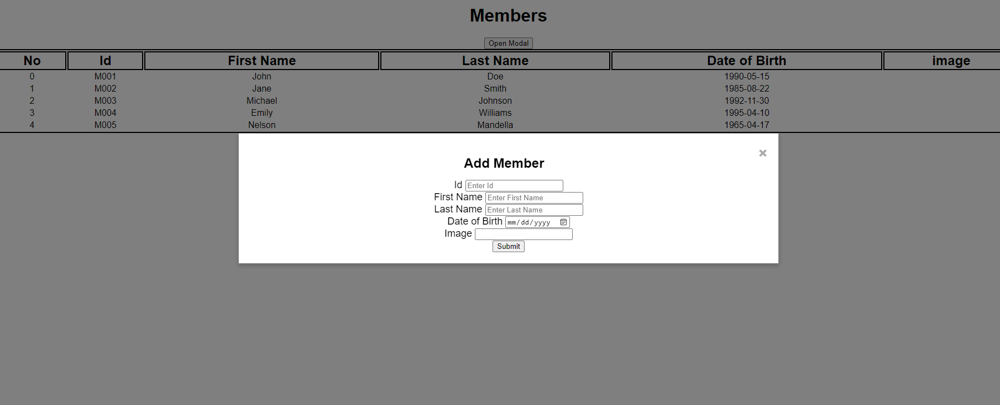 Members
Open Modal
No Id First Name Last Name Date of Birth image
0 M001 John Doe 1990-05-15
1 M002 Jane Smith 1985-08-22
2 M003 Michael Johnson 1992-11-30
3 M004 Emily Williams 1995-04-10
4 M005 Nelson Mandella 1965-04-17
×
Add Member
Id Enter Id
First Name Enter First Name
Last Name Enter Last Name
Date of Birth mm/dd/yyyy
Image
Submit